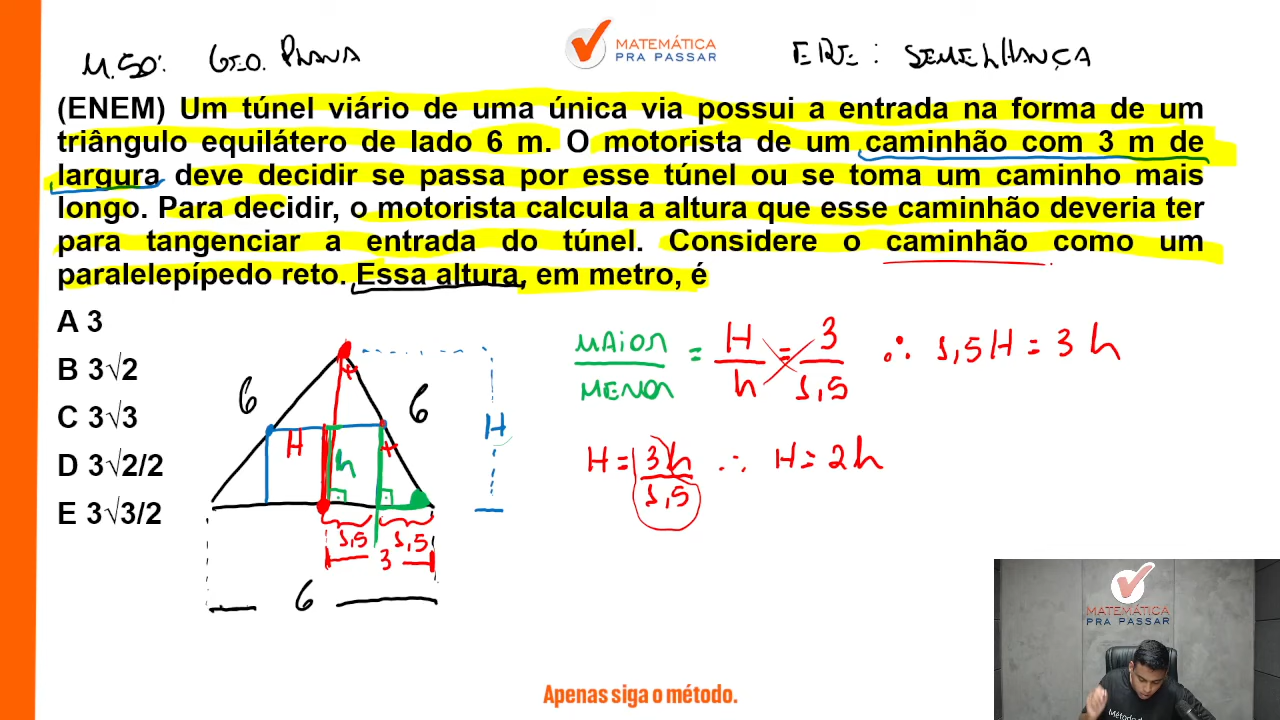 M.50: GEO. PLANA
MATEMÁTICA
PRA PASSAR
ERE: SEMELHANÇA
(ENEM) Um túnel viário de uma única via possui a entrada na forma de um
triângulo equilátero de lado 6 m. O motorista de um caminhão com 3 m de
largura deve decidir se passa por esse túnel ou se toma um caminho mais
longo. Para decidir, o motorista calcula a altura que esse caminhão deveria ter
para tangenciar a entrada do túnel. Considere o caminhão como um
paralelepípedo reto. Essa altura, em metro, é
A 3
B 3√2
C 3√3
D 3√2/2
E 3√3/2
6
6
H
H
h
1,5 1,5
3
6
MAIOR/MENOR = H/h = 3/1,5 ∴ 1,5H = 3h
H = 3h/1,5 ∴ H = 2h
MATEMÁTICA
PRA PASSAR
Apenas siga o método.